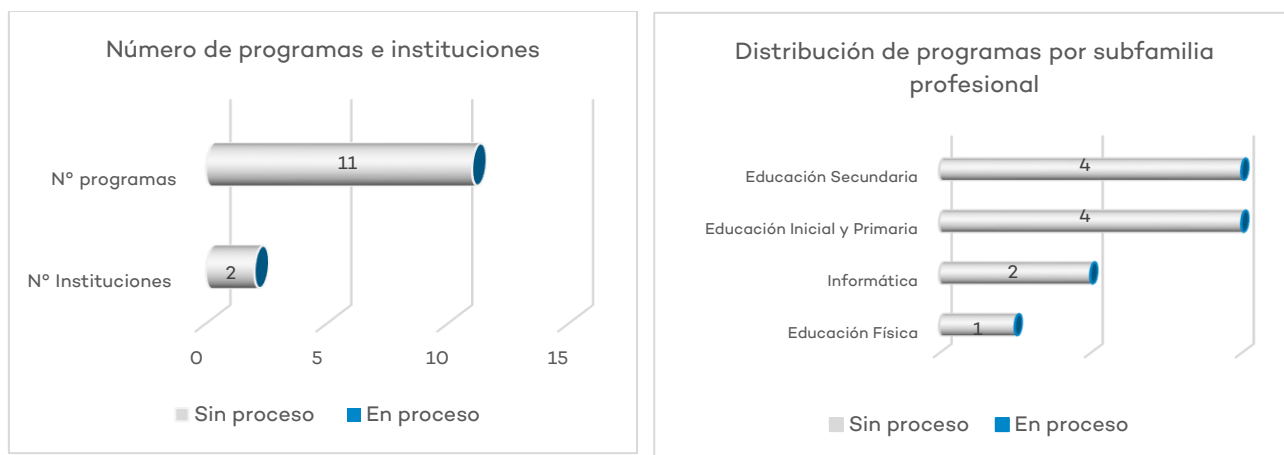 Número de programas e instituciones
N° programas
11
N° Instituciones
2
0 5 10 15
Sin proceso En proceso
Distribución de programas por subfamilia
profesional
Educación Secundaria
4
Educación Inicial y Primaria
4
Informática
2
Educación Física
1
Sin proceso En proceso